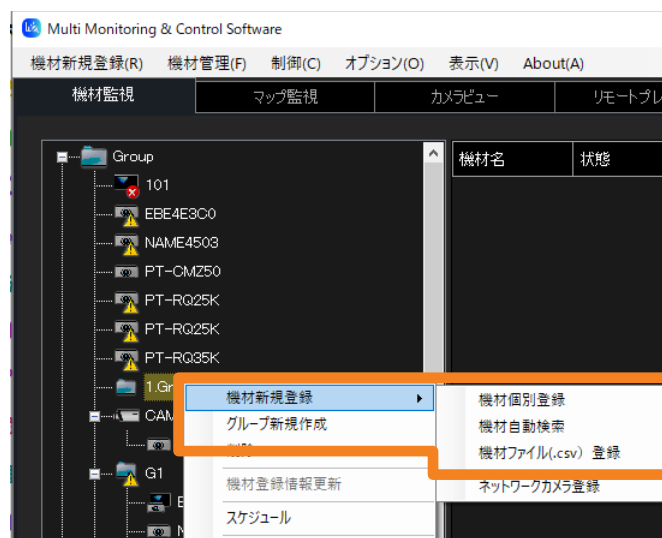 Multi Monitoring & Control Software
機材新規登録(R) 機材管理(F) 制御(C) オプション(O) 表示(V) About(A)
機材監視 マップ監視 カメラビュー リモートプレ
Group
機材名 状態
101
EBE4E3C0
NAME4503
PT-CMZ50
PT-RQ25K
PT-RQ25K
PT-RQ35K
1.Gr
機材新規登録
機材個別登録
CAM
グループ新規作成
機材自動検索
機材ファイル(.csv) 登録
G1
機材登録情報更新
ネットワークカメラ登録
E
スケジュール
N